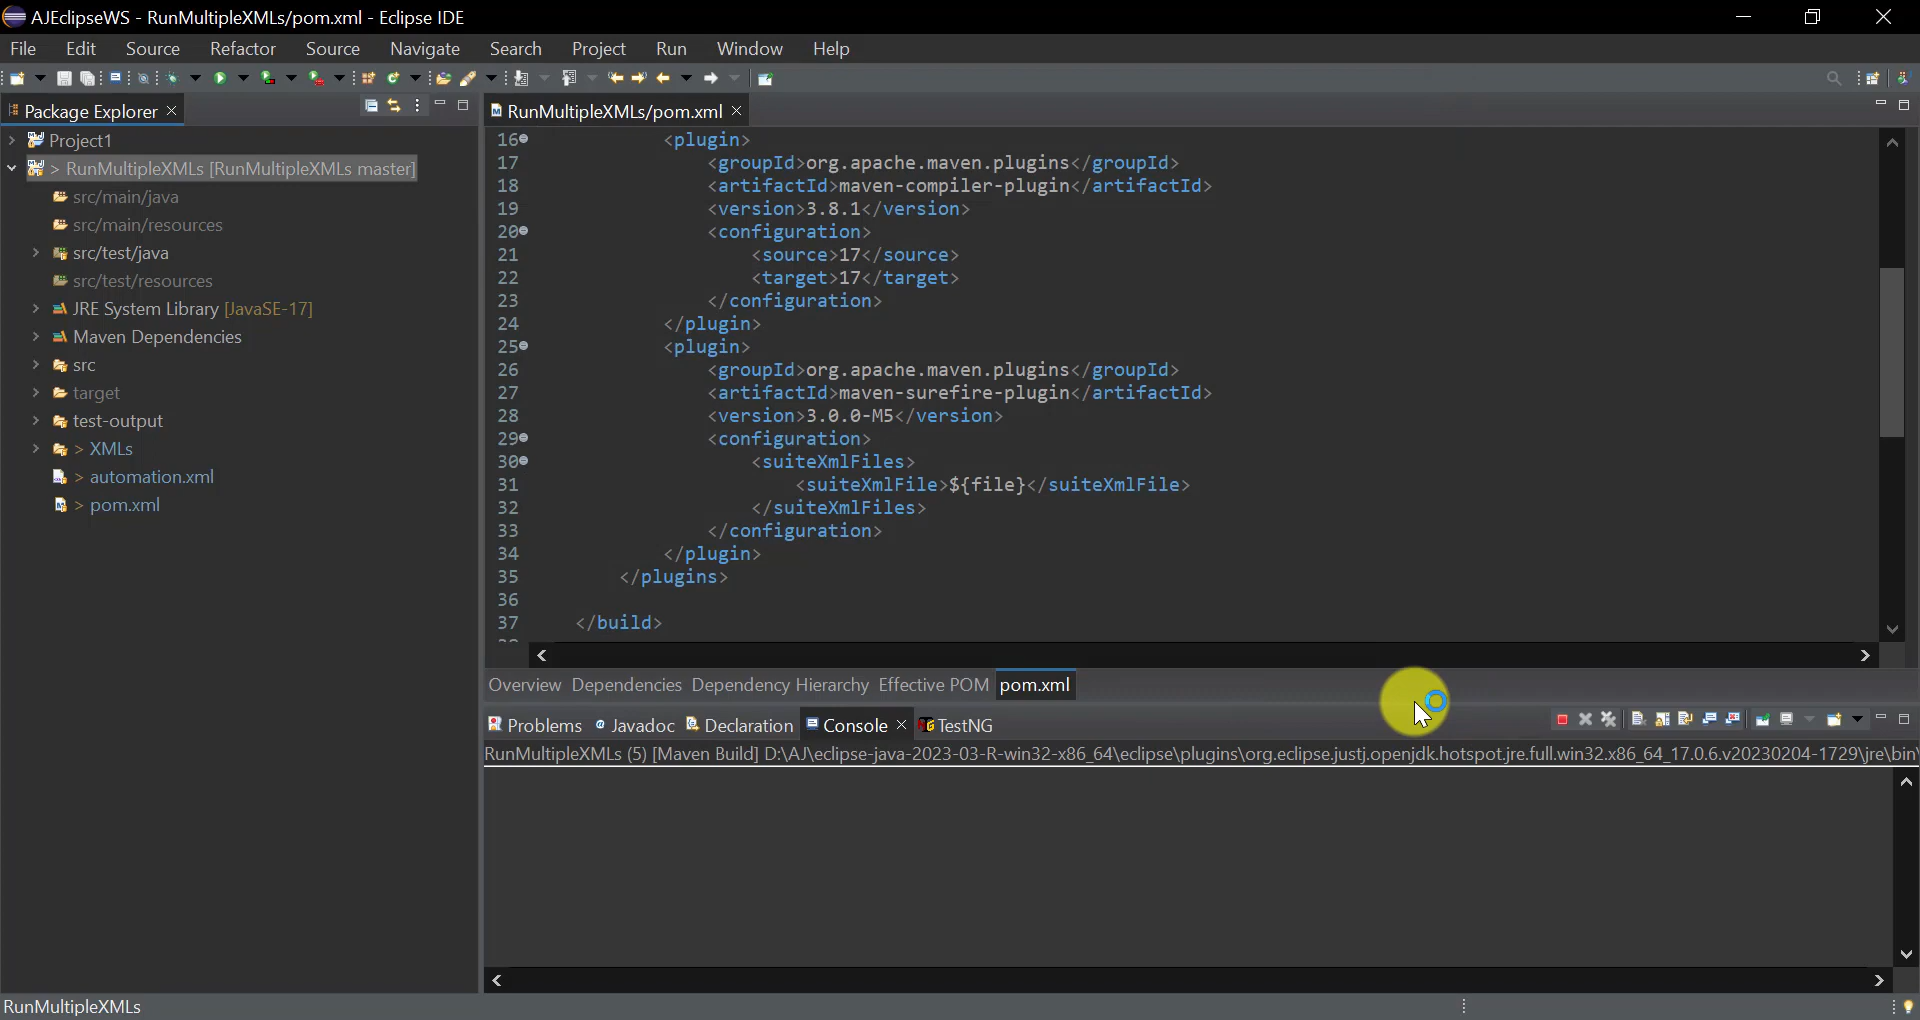 AJEclipseWS - RunMultipleXMLs/pom.xml - Eclipse IDE
File Edit Source Refactor Source Navigate Search Project Run Window Help
Package Explorer
Project1
> RunMultipleXMLs [RunMultipleXMLs master]
src/main/java
src/main/resources
src/test/java
src/test/resources
JRE System Library [JavaSE-17]
Maven Dependencies
src
target
test-output
> XMLs
> automation.xml
> pom.xml
RunMultipleXMLs/pom.xml
16 <plugin>
17 <groupId>org.apache.maven.plugins</groupId>
18 <artifactId>maven-compiler-plugin</artifactId>
19 <version>3.8.1</version>
20 <configuration>
21 <source>17</source>
22 <target>17</target>
23 </configuration>
24 </plugin>
25 <plugin>
26 <groupId>org.apache.maven.plugins</groupId>
27 <artifactId>maven-surefire-plugin</artifactId>
28 <version>3.0.0-M5</version>
29 <configuration>
30 <suiteXmlFiles>
31 <suiteXmlFile>${file}</suiteXmlFile>
32 </suiteXmlFiles>
33 </configuration>
34 </plugin>
35 </plugins>
36
37 </build>
Overview Dependencies Dependency Hierarchy Effective POM pom.xml
Problems Javadoc Declaration Console TestNG
RunMultipleXMLs (5) [Maven Build] D:\AJ\eclipse-java-2023-03-R-win32-x86_64\eclipse\plugins\org.eclipse.justj.openjdk.hotspot.jre.full.win32.x86_64_17.0.6.v20230204-1729\jre\bin\
RunMultipleXMLs